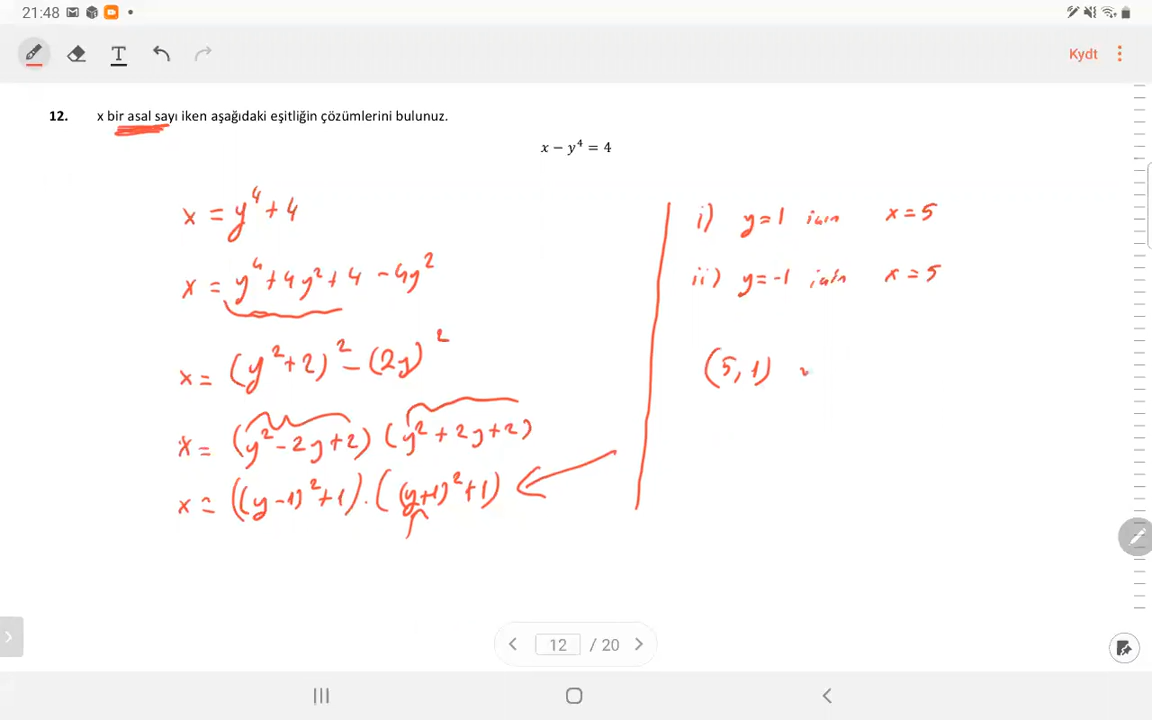 21:48
Kydt
12. x bir asal sayı iken aşağıdaki eşitliğin çözümlerini bulunuz.
x − y⁴ = 4
x = y⁴ + 4
x = y⁴ + 4y² + 4 − 4y²
x = (y² + 2)² − (2y)²
x = (y² − 2y + 2) (y² + 2y + 2)
x = ((y − 1)² + 1) . ((y + 1)² + 1)
i) y = 1 için x = 5
ii) y = −1 için x = 5
(5, 1)
12 / 20